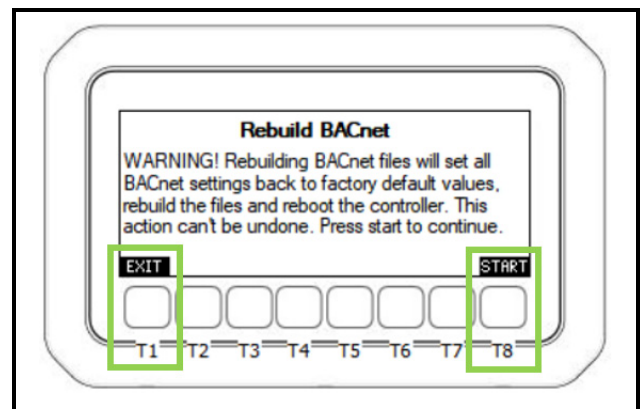 Rebuild BACnet
WARNING! Rebuilding BACnet files will set all
BACnet settings back to factory default values,
rebuild the files and reboot the controller. This
action can't be undone. Press start to continue.
EXIT START
T1 T2 T3 T4 T5 T6 T7 T8